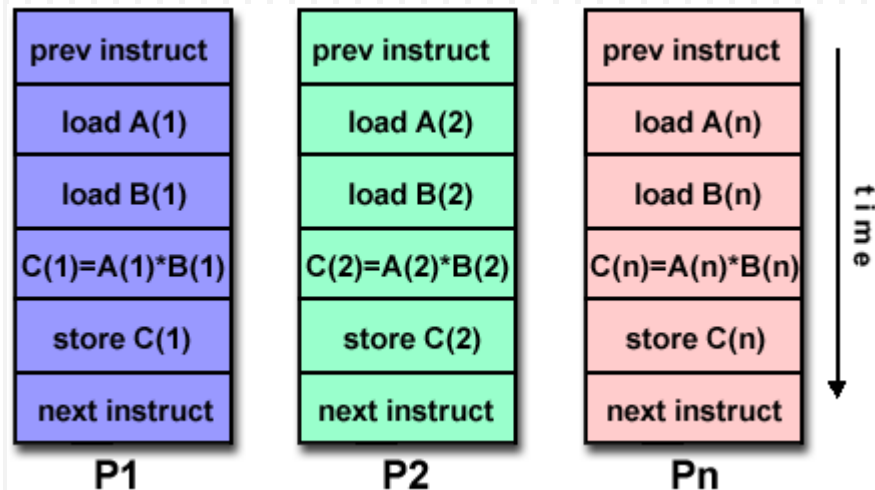 prev instruct
load A(1)
load B(1)
C(1)=A(1)*B(1)
store C(1)
next instruct
P1
prev instruct
load A(2)
load B(2)
C(2)=A(2)*B(2)
store C(2)
next instruct
P2
prev instruct
load A(n)
load B(n)
C(n)=A(n)*B(n)
store C(n)
next instruct
Pn
time